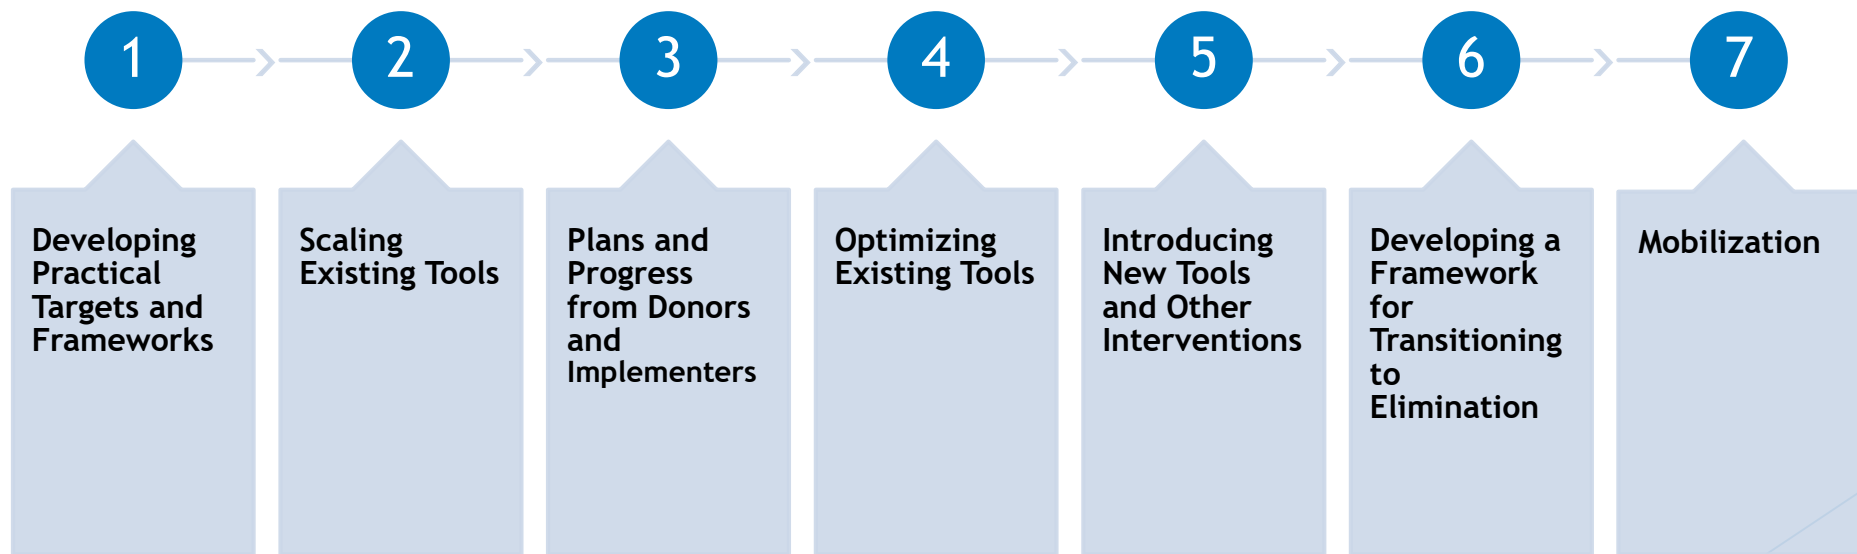 1
2
3
4
5
6
7
Developing
Practical
Targets and
Frameworks
Scaling
Existing Tools
Plans and
Progress
from Donors
and
Implementers
Optimizing
Existing Tools
Introducing
New Tools
and Other
Interventions
Developing a
Framework
for
Transitioning
to
Elimination
Mobilization